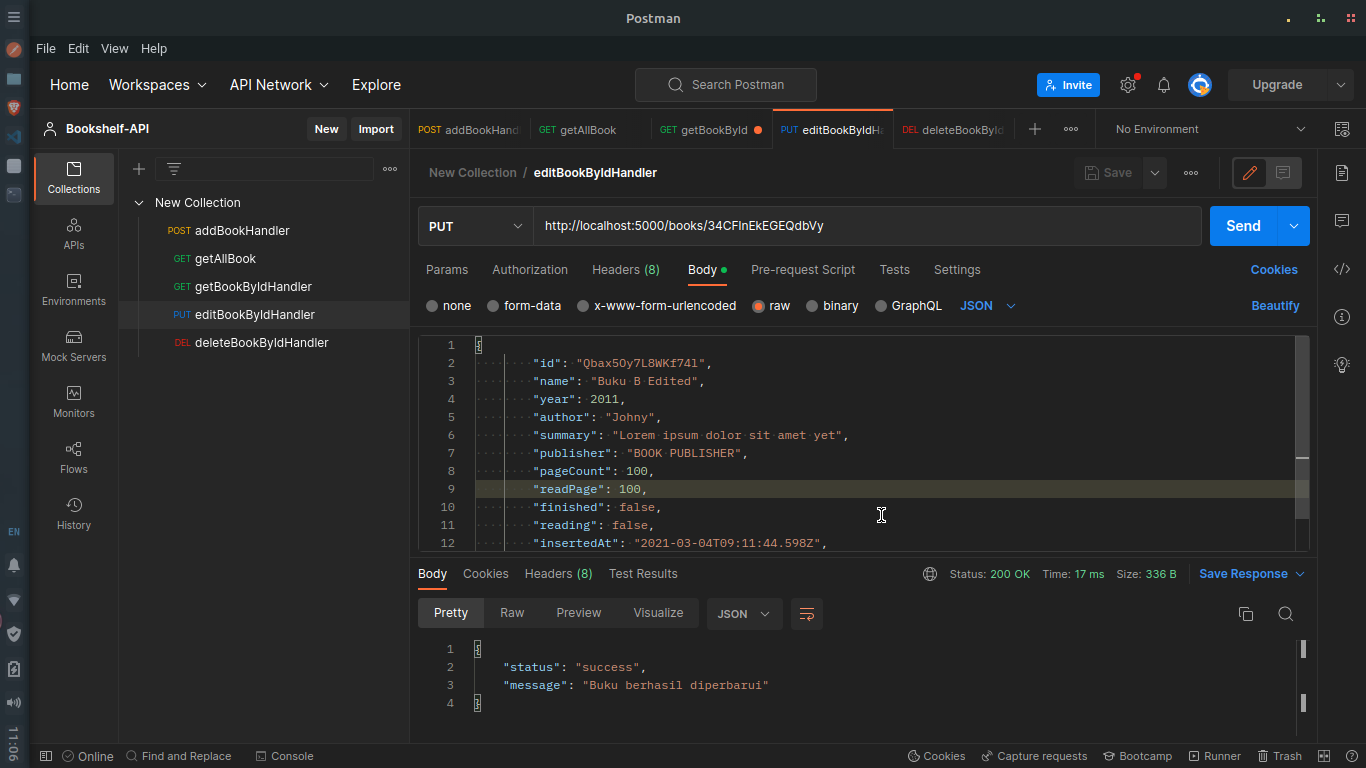 Postman
File Edit View Help
Home Workspaces API Network Explore Search Postman Invite Upgrade
Bookshelf-API New Import
POST addBookHand GET getAllBook GET getBookById PUT editBookByIdHa DEL deleteBookById No Environment
Collections
APIs
Environments
Mock Servers
Monitors
Flows
History
New Collection
POST addBookHandler
GET getAllBook
GET getBookByIdHandler
PUT editBookByIdHandler
DEL deleteBookByIdHandler
New Collection / editBookByIdHandler Save
PUT http://localhost:5000/books/34CFlnEkEGEQdbVy Send
Params Authorization Headers (8) Body Pre-request Script Tests Settings Cookies
none form-data x-www-form-urlencoded raw binary GraphQL JSON Beautify
1 {
2 "id": "Qbax5Oy7L8WKf74l",
3 "name": "Buku B Edited",
4 "year": 2011,
5 "author": "Johny",
6 "summary": "Lorem ipsum dolor sit amet yet",
7 "publisher": "BOOK PUBLISHER",
8 "pageCount": 100,
9 "readPage": 100,
10 "finished": false,
11 "reading": false,
12 "insertedAt": "2021-03-04T09:11:44.598Z",
Body Cookies Headers (8) Test Results Status: 200 OK Time: 17 ms Size: 336 B Save Response
Pretty Raw Preview Visualize JSON
1 {
2 "status": "success",
3 "message": "Buku berhasil diperbarui"
4 }
EN
11:06
Online Find and Replace Console Cookies Capture requests Bootcamp Runner Trash